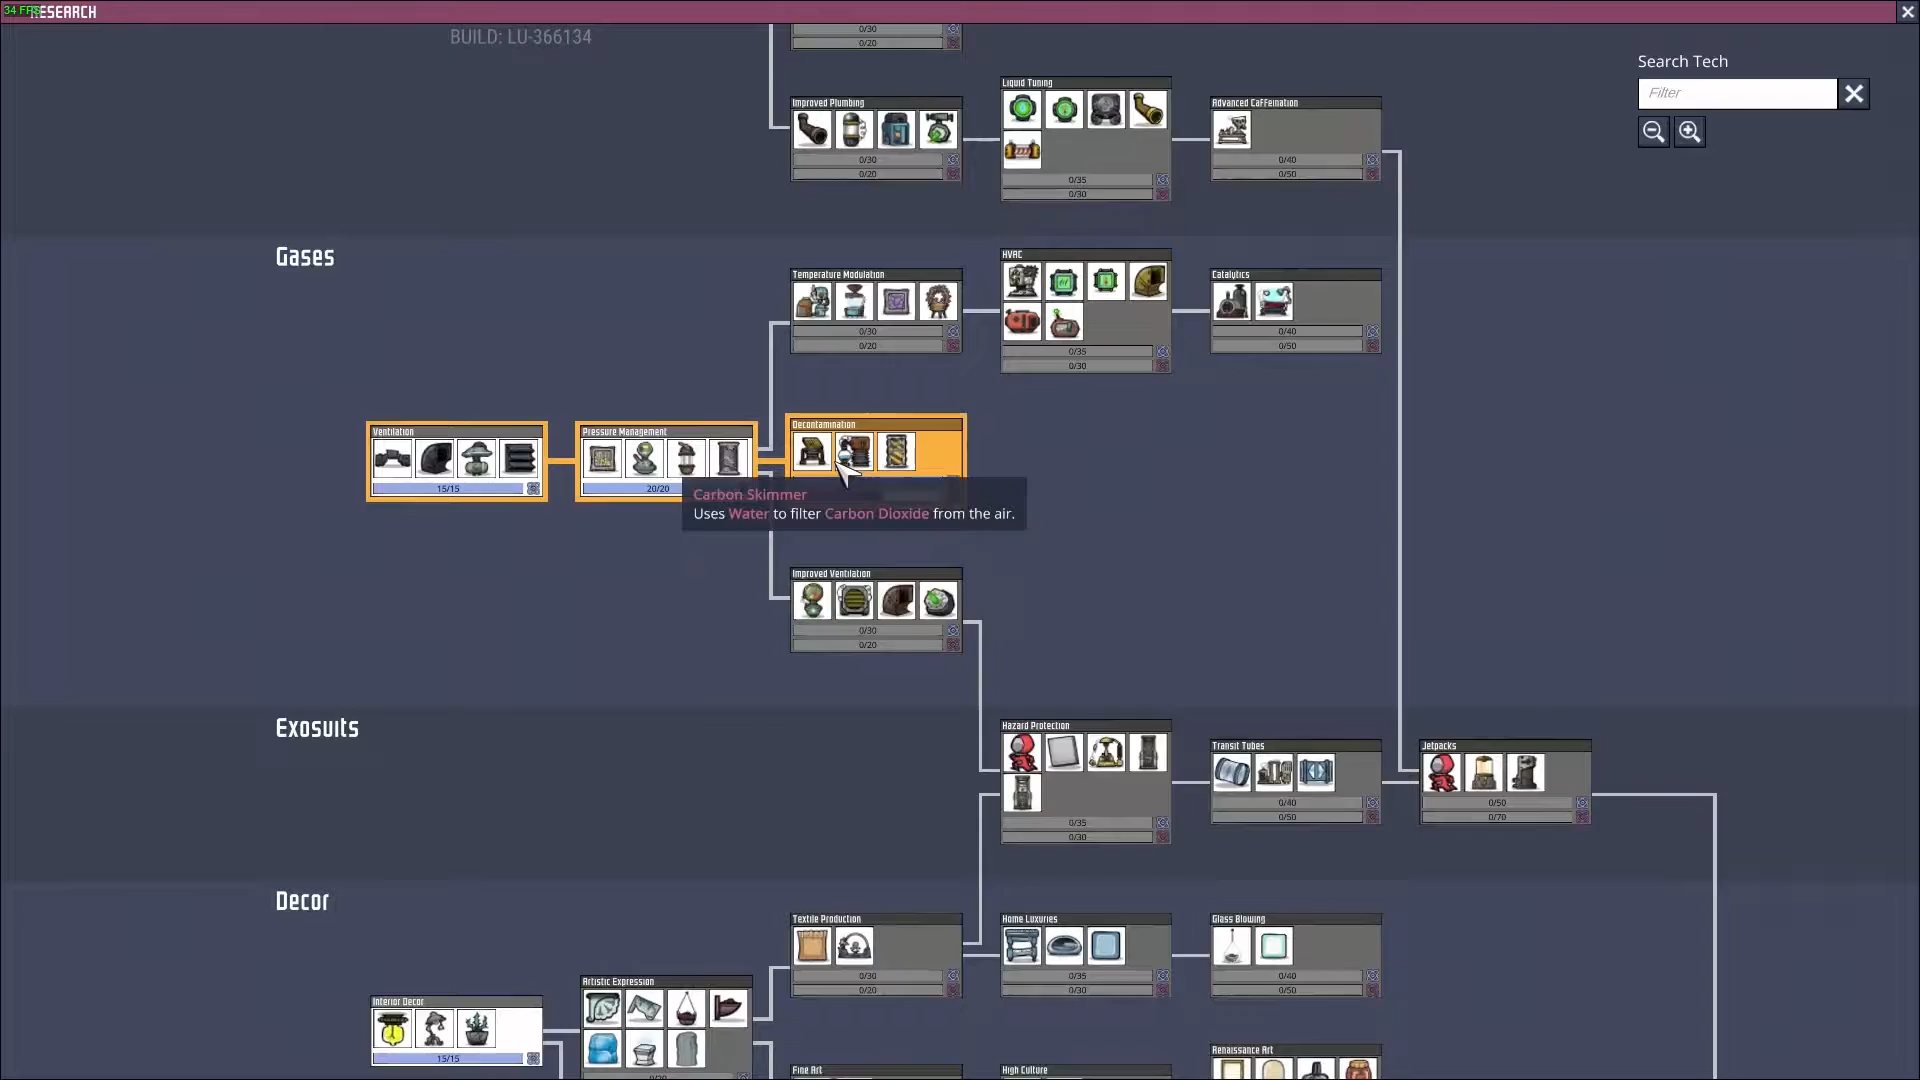 34 FPS
RESEARCH
BUILD: LU-366134
Search Tech
Filter
0/30
0/20
Improved Plumbing
0/30
0/20
Liquid Tuning
0/35
0/30
Advanced Caffeination
0/40
0/50
Gases
Temperature Modulation
0/30
0/20
HVAC
0/35
0/30
Catalytics
0/40
0/50
Ventilation
15/15
Pressure Management
20/20
Decontamination
Carbon Skimmer
Uses Water to filter Carbon Dioxide from the air.
Improved Ventilation
0/30
0/20
Exosuits
Hazard Protection
0/35
0/30
Transit Tubes
0/40
0/50
Jetpacks
0/50
0/70
Decor
Textile Production
0/30
0/20
Home Luxuries
0/35
0/30
Glass Blowing
0/40
0/50
Interior Decor
15/15
Artistic Expression
Fine Art
High Culture
Renaissance Art